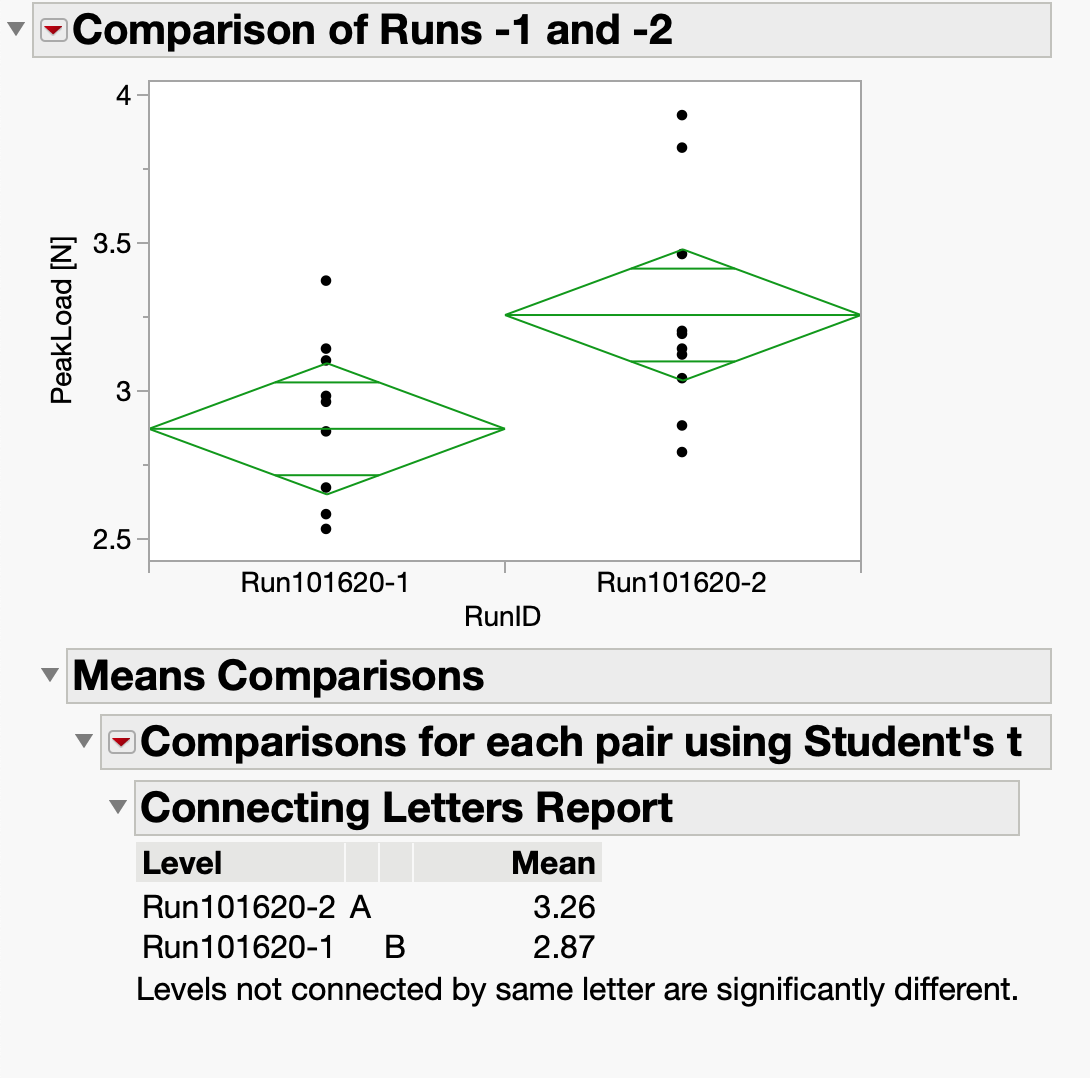 Comparison of Runs -1 and -2
4
3.5
3
2.5
PeakLoad [N]
Run101620-1 Run101620-2
RunID
Means Comparisons
Comparisons for each pair using Student's t
Connecting Letters Report
Level Mean
Run101620-2 A 3.26
Run101620-1 B 2.87
Levels not connected by same letter are significantly different.